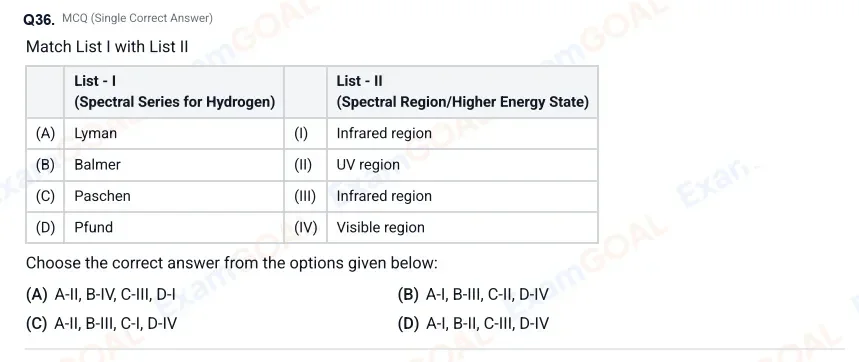 Q36. MCQ (Single Correct Answer)
Match List I with List II
List - I
(Spectral Series for Hydrogen)
List - II
(Spectral Region/Higher Energy State)
(A) Lyman (I) Infrared region
(B) Balmer (II) UV region
(C) Paschen (III) Infrared region
(D) Pfund (IV) Visible region
Choose the correct answer from the options given below:
(A) A-II, B-IV, C-III, D-I (B) A-I, B-III, C-II, D-IV
(C) A-II, B-III, C-I, D-IV (D) A-I, B-II, C-III, D-IV
ExamGOAL